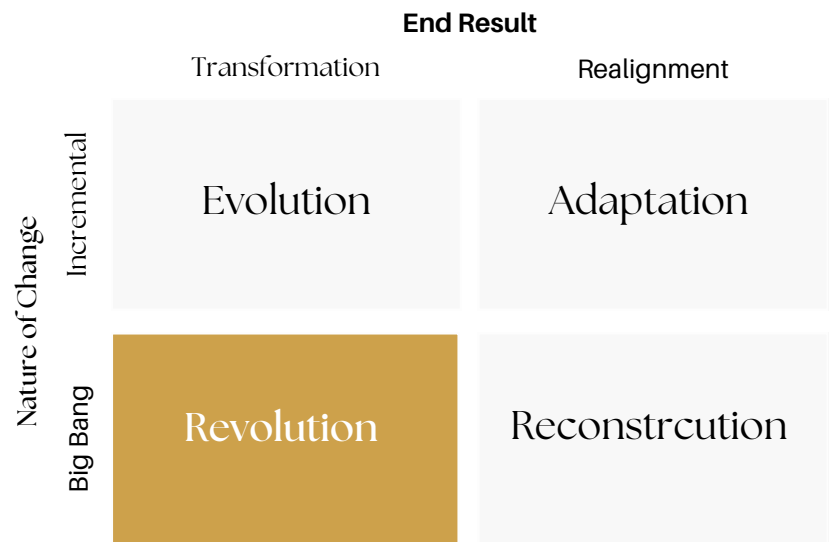 End Result
Transformation
Realignment
Nature of Change
Incremental
Evolution
Adaptation
Big Bang
Revolution
Reconstrcution